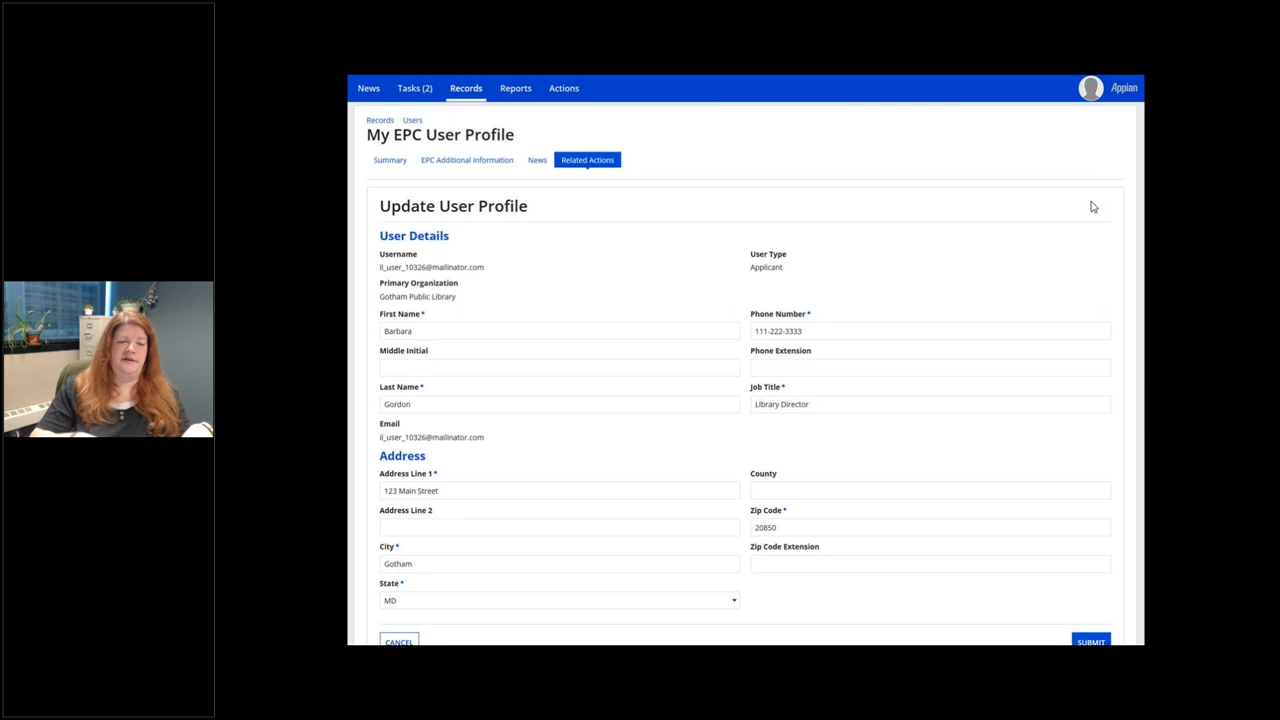 News Tasks (2) Records Reports Actions Appian
Records / Users
My EPC User Profile
Summary EPC Additional Information News Related Actions
Update User Profile
User Details
Username User Type
il_user_10326@mailinator.com Applicant
Primary Organization
Gotham Public Library
First Name * Phone Number *
Barbara 111-222-3333
Middle Initial Phone Extension
Last Name * Job Title *
Gordon Library Director
Email
il_user_10326@mailinator.com
Address
Address Line 1 * County
123 Main Street
Address Line 2 Zip Code *
20850
City * Zip Code Extension
Gotham
State *
MD
CANCEL SUBMIT